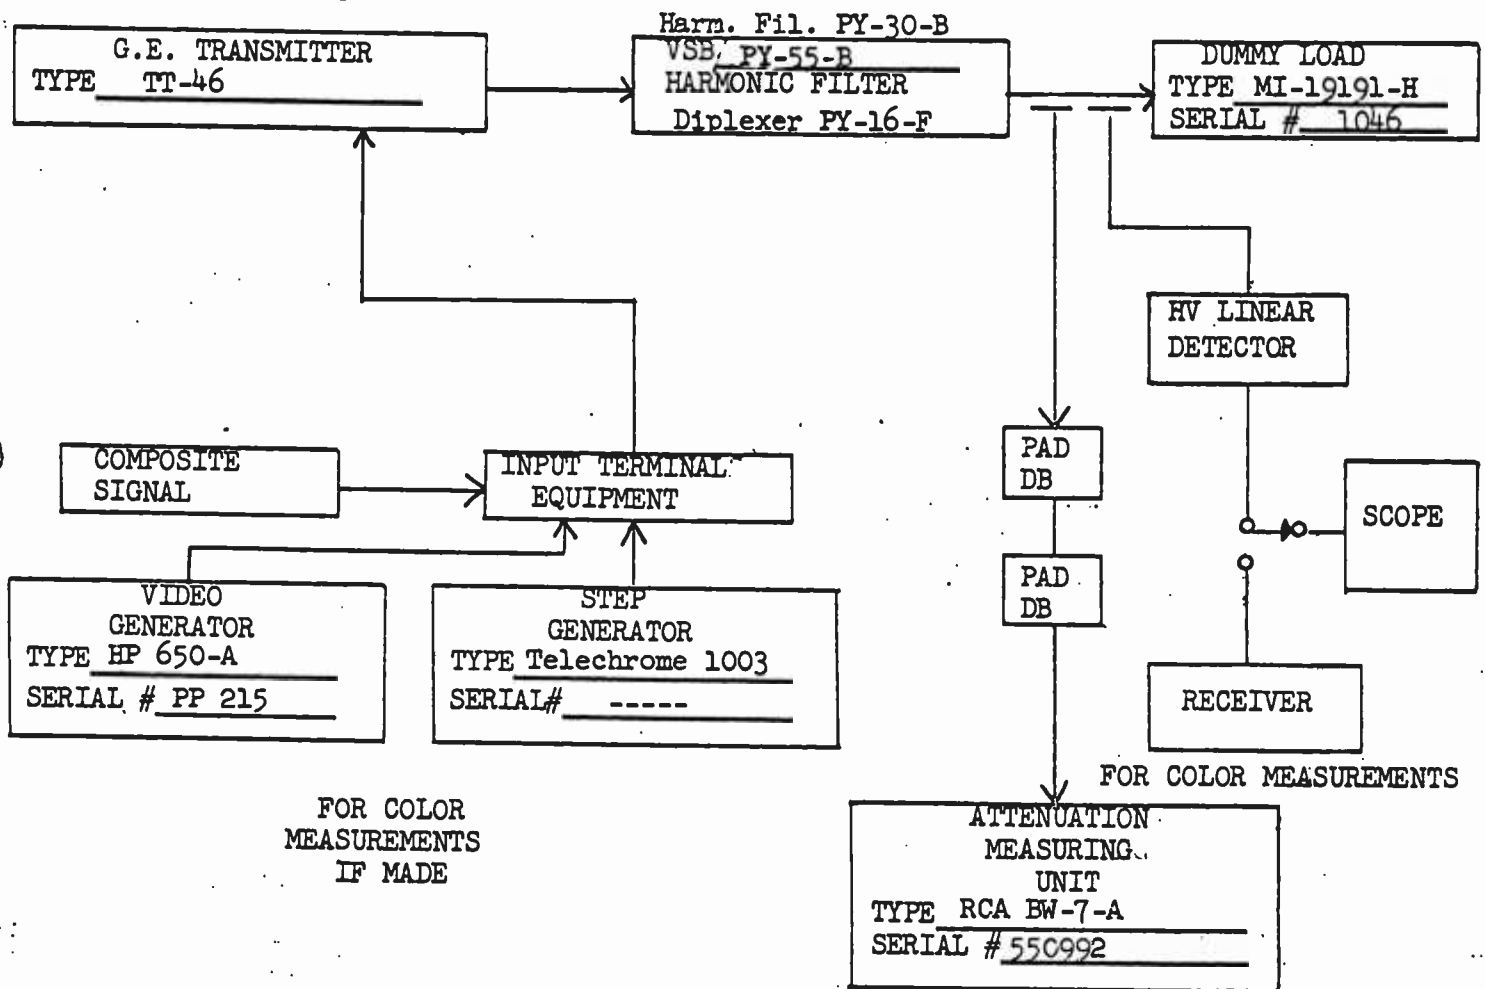 Harm. Fil. PY-30-B
G.E. TRANSMITTER
TYPE TT-46
VSB, PY-55-B
HARMONIC FILTER
Diplexer PY-16-F
DUMMY LOAD
TYPE MI-19191-H
SERIAL # 1046
HV LINEAR
DETECTOR
COMPOSITE
SIGNAL
INPUT TERMINAL
EQUIPMENT
PAD
DB
SCOPE
PAD
DB
VIDEO
GENERATOR
TYPE HP 650-A
SERIAL # PP 215
STEP
GENERATOR
TYPE Telechrome 1003
SERIAL# -----
RECEIVER
FOR COLOR MEASUREMENTS
FOR COLOR
MEASUREMENTS
IF MADE
ATTENUATION
MEASURING
UNIT
TYPE RCA BW-7-A
SERIAL # 550992